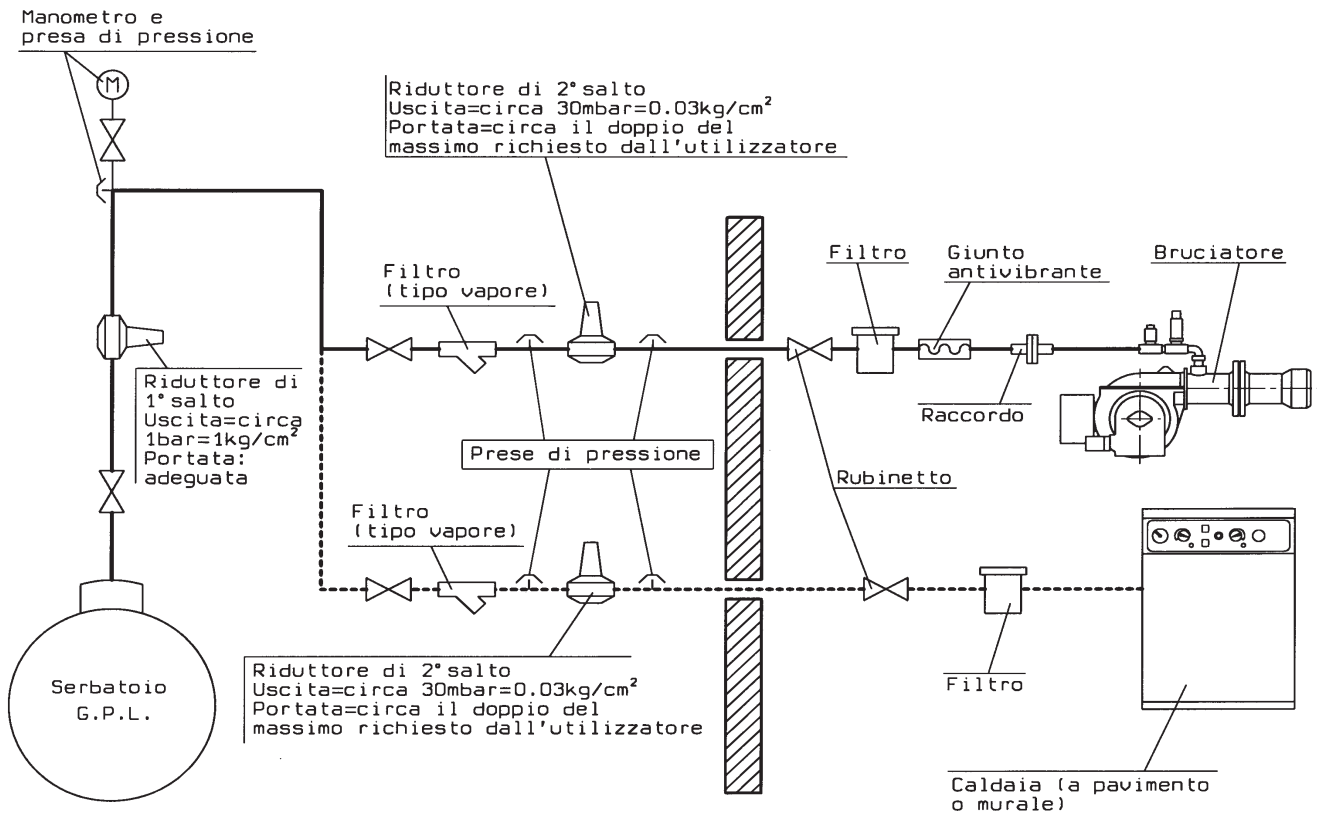 Manometro e
presa di pressione
M
Riduttore di 2° salto
Uscita=circa 30mbar=0.03kg/cm²
Portata=circa il doppio del
massimo richiesto dall'utilizzatore
Filtro
(tipo vapore)
Filtro
Giunto
antivibrante
Bruciatore
Riduttore di
1° salto
Uscita=circa
1bar=1kg/cm²
Portata:
adeguata
Raccordo
Prese di pressione
Rubinetto
Filtro
(tipo vapore)
Serbatoio
G.P.L.
Riduttore di 2° salto
Uscita=circa 30mbar=0.03kg/cm²
Portata=circa il doppio del
massimo richiesto dall'utilizzatore
Filtro
Caldaia (a pavimento
o murale)